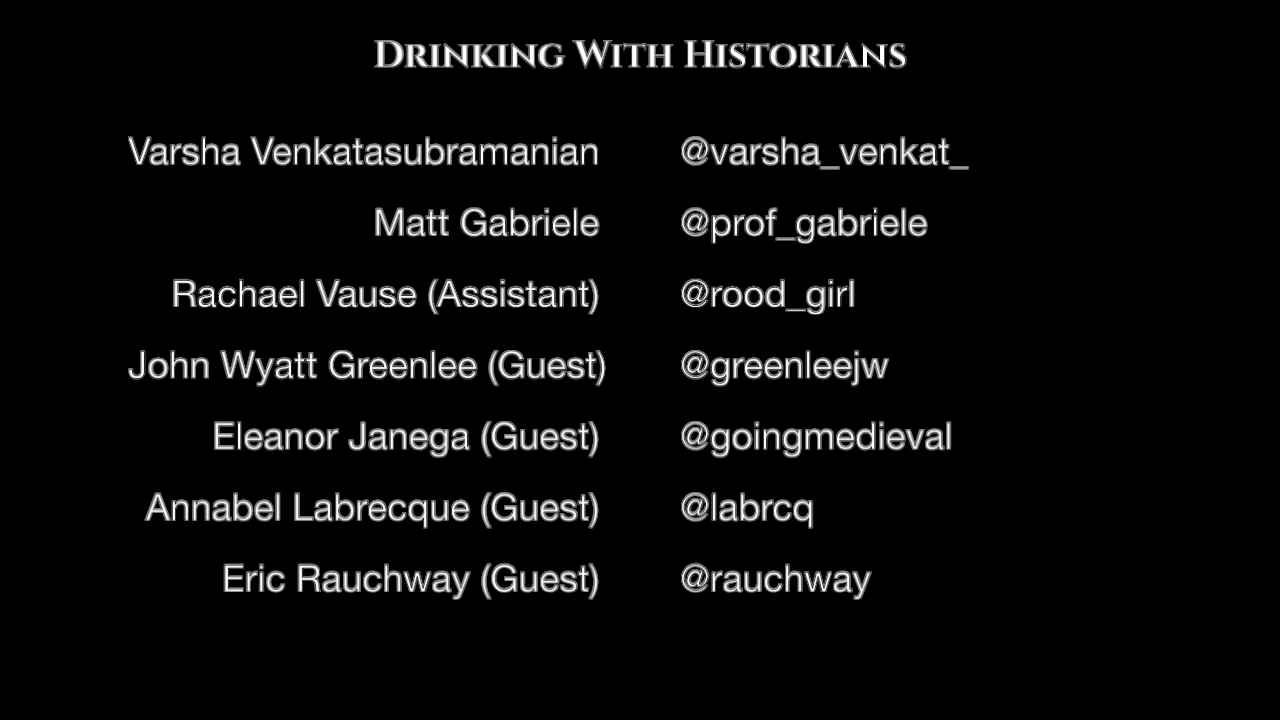 Drinking With Historians
Varsha Venkatasubramanian @varsha_venkat_
Matt Gabriele @prof_gabriele
Rachael Vause (Assistant) @rood_girl
John Wyatt Greenlee (Guest) @greenleejw
Eleanor Janega (Guest) @goingmedieval
Annabel Labrecque (Guest) @labrcq
Eric Rauchway (Guest) @rauchway